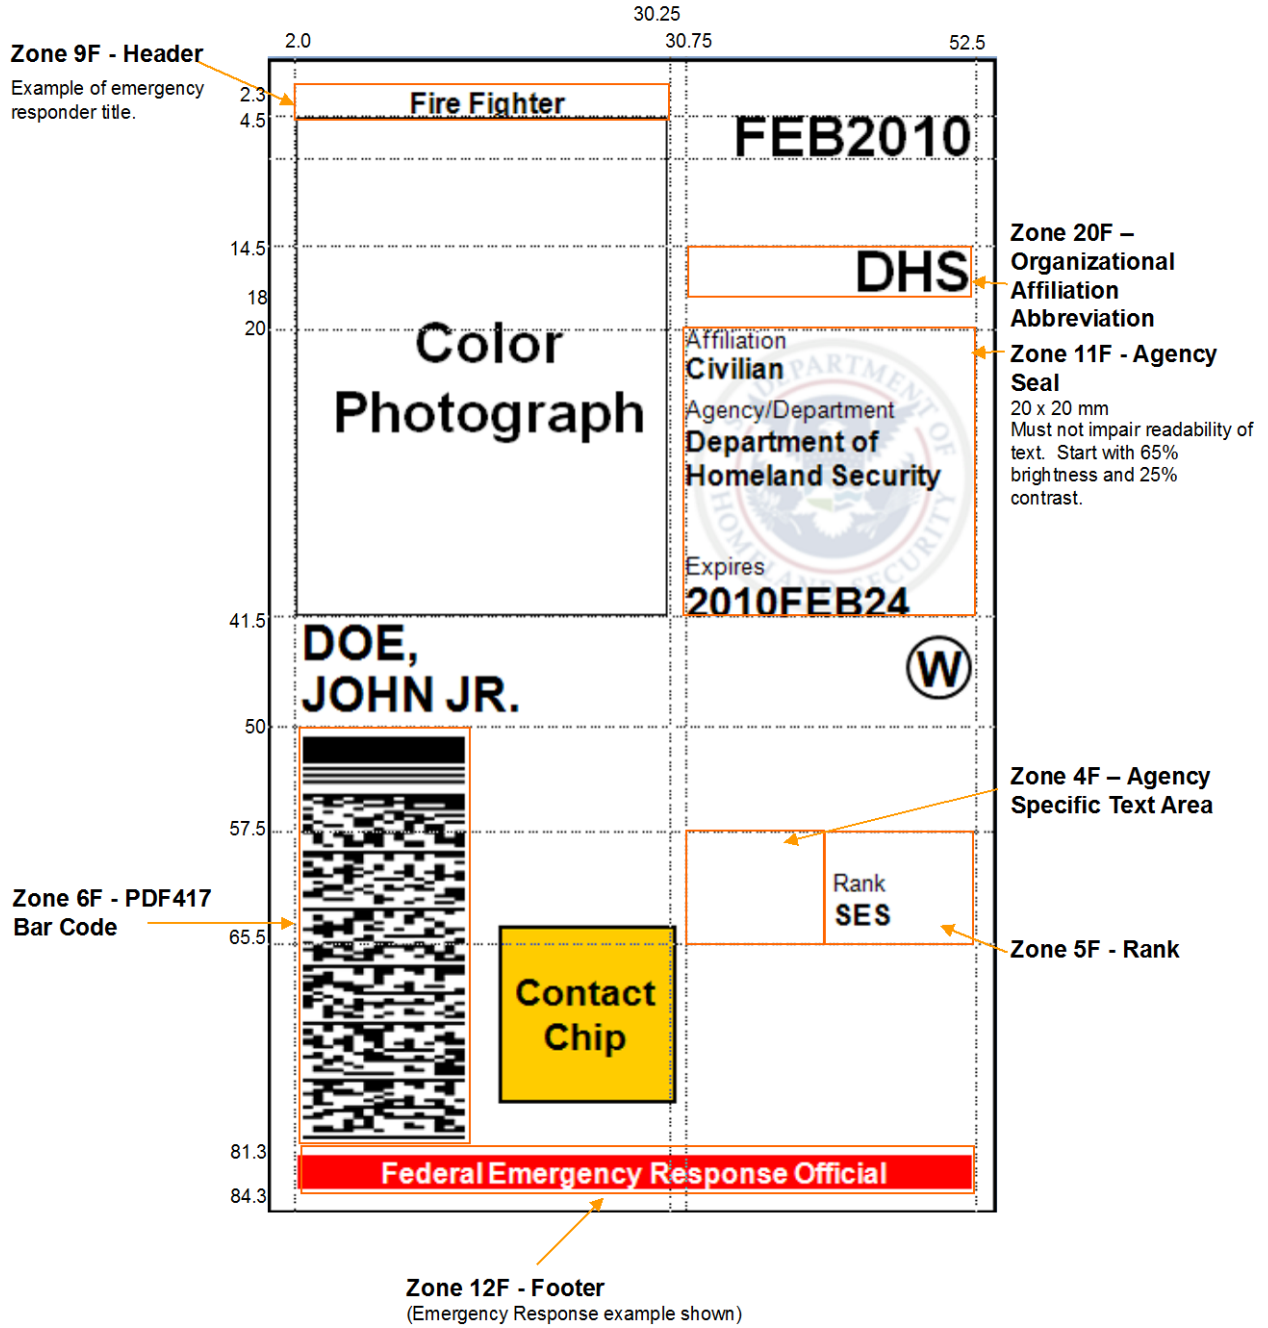 30.25
2.0 30.75 52.5
Zone 9F - Header
Example of emergency
responder title.
2.3
4.5
Fire Fighter
FEB2010
14.5
18
20
DHS
Zone 20F –
Organizational
Affiliation
Abbreviation
Color
Photograph
Affiliation
Civilian
Agency/Department
Department of
Homeland Security
Expires
2010FEB24
DEPARTMENT OF
HOMELAND SECURITY
Zone 11F - Agency
Seal
20 x 20 mm
Must not impair readability of
text. Start with 65%
brightness and 25%
contrast.
41.5
DOE,
JOHN JR.
W
50
57.5
65.5
Zone 4F – Agency
Specific Text Area
Rank
SES
Zone 5F - Rank
Zone 6F - PDF417
Bar Code
Contact
Chip
81.3
84.3
Federal Emergency Response Official
Zone 12F - Footer
(Emergency Response example shown)